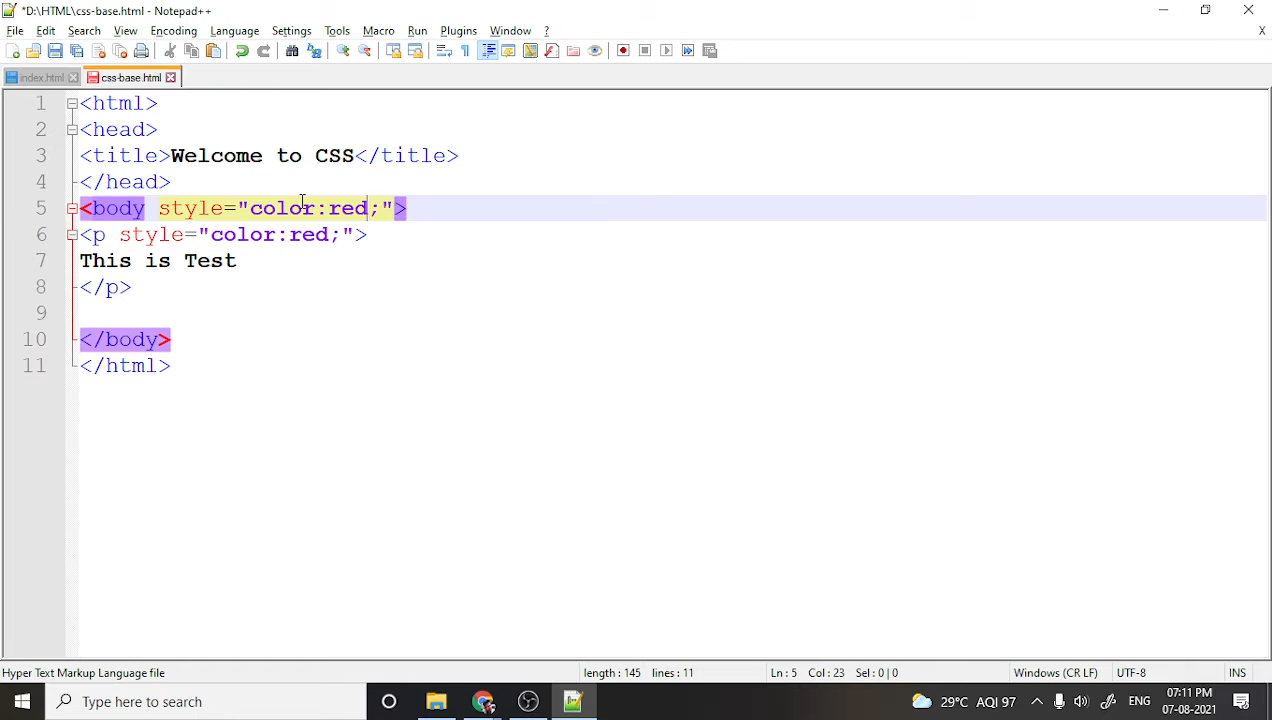 *D:\HTML\css-base.html - Notepad++
File Edit Search View Encoding Language Settings Tools Macro Run Plugins Window ? X
index.html css-base.html
1 <html>
2 <head>
3 <title>Welcome to CSS</title>
4 </head>
5 <body style="color:red;">
6 <p style="color:red;">
7 This is Test
8 </p>
9
10 </body>
11 </html>
Hyper Text Markup Language file length : 145 lines : 11 Ln : 5 Col : 23 Sel : 0 | 0 Windows (CR LF) UTF-8 INS
Type here to search 29°C AQI 97 ENG 07:11 PM
07-08-2021